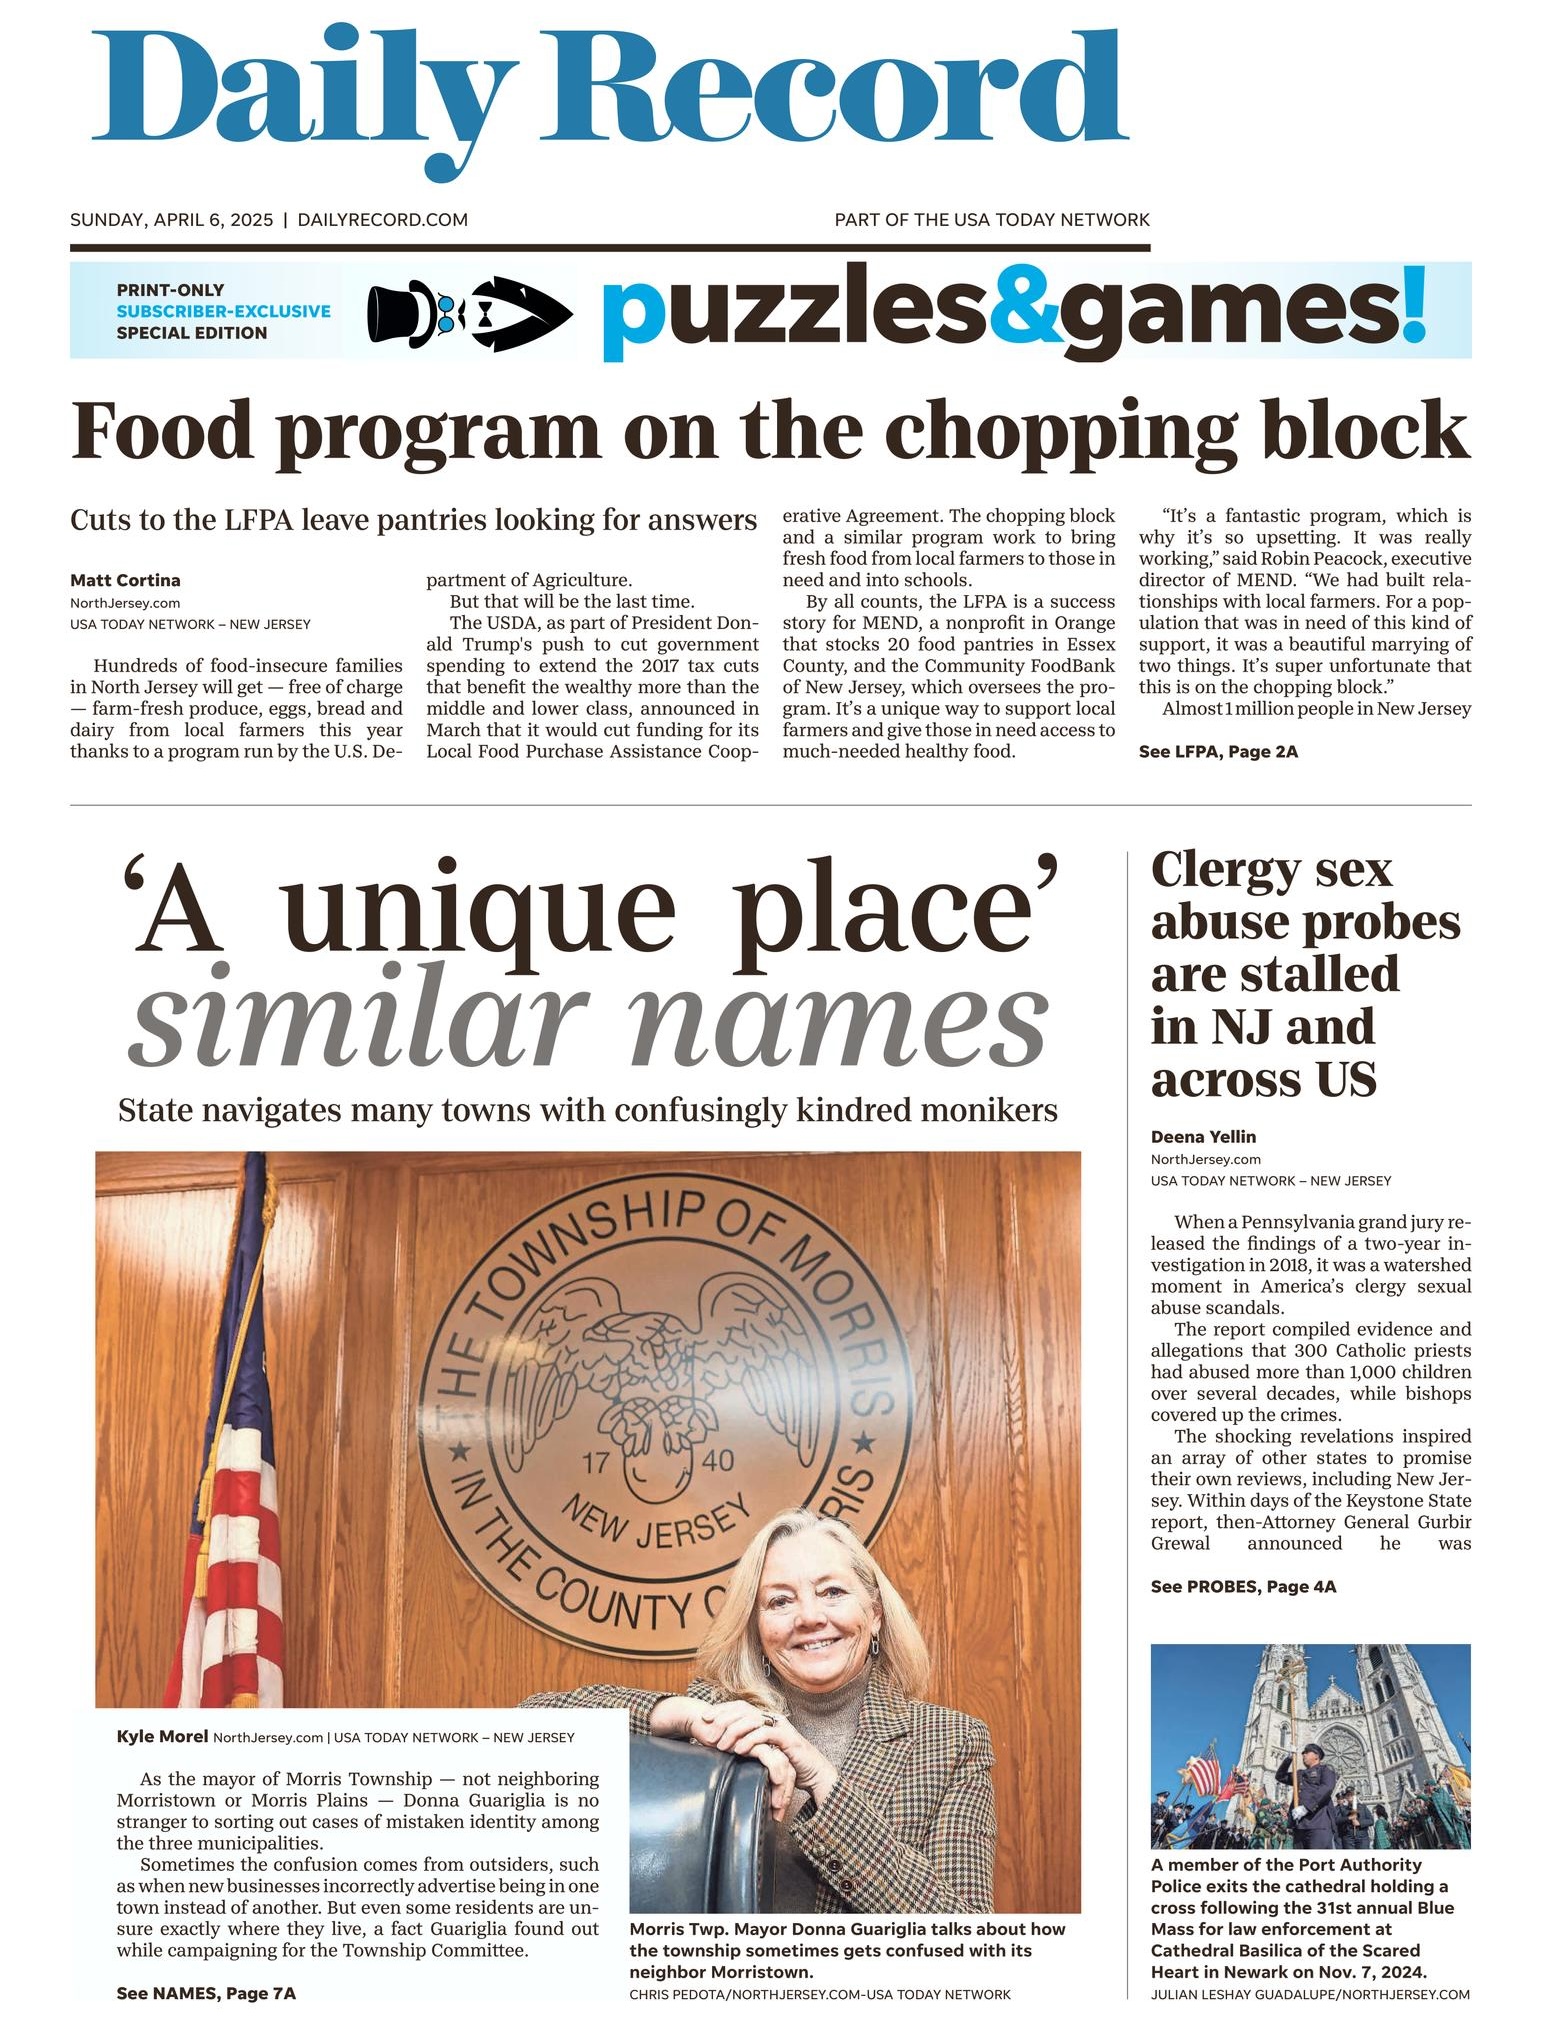 Daily Record
SUNDAY, APRIL 6, 2025 | DAILYRECORD.COM
PART OF THE USA TODAY NETWORK
PRINT-ONLY
SUBSCRIBER-EXCLUSIVE
SPECIAL EDITION
puzzles&games!
Food program on the chopping block
Cuts to the LFPA leave pantries looking for answers
Matt Cortina
NorthJersey.com
USA TODAY NETWORK – NEW JERSEY
Hundreds of food-insecure families
in North Jersey will get — free of charge
— farm-fresh produce, eggs, bread and
dairy from local farmers this year
thanks to a program run by the U.S. De-
partment of Agriculture.
But that will be the last time.
The USDA, as part of President Don-
ald Trump's push to cut government
spending to extend the 2017 tax cuts
that benefit the wealthy more than the
middle and lower class, announced in
March that it would cut funding for its
Local Food Purchase Assistance Coop-
erative Agreement. The chopping block
and a similar program work to bring
fresh food from local farmers to those in
need and into schools.
By all counts, the LFPA is a success
story for MEND, a nonprofit in Orange
that stocks 20 food pantries in Essex
County, and the Community FoodBank
of New Jersey, which oversees the pro-
gram. It’s a unique way to support local
farmers and give those in need access to
much-needed healthy food.
“It’s a fantastic program, which is
why it’s so upsetting. It was really
working,” said Robin Peacock, executive
director of MEND. “We had built rela-
tionships with local farmers. For a pop-
ulation that was in need of this kind of
support, it was a beautiful marrying of
two things. It’s super unfortunate that
this is on the chopping block.”
Almost 1 million people in New Jersey
See LFPA, Page 2A
‘A unique place’
similar names
State navigates many towns with confusingly kindred monikers
THE TOWNSHIP OF MORRIS
17 40
NEW JERSEY
IN THE COUNTY O RIS
Kyle Morel NorthJersey.com | USA TODAY NETWORK – NEW JERSEY
As the mayor of Morris Township — not neighboring
Morristown or Morris Plains — Donna Guariglia is no
stranger to sorting out cases of mistaken identity among
the three municipalities.
Sometimes the confusion comes from outsiders, such
as when new businesses incorrectly advertise being in one
town instead of another. But even some residents are un-
sure exactly where they live, a fact Guariglia found out
while campaigning for the Township Committee.
See NAMES, Page 7A
Morris Twp. Mayor Donna Guariglia talks about how
the township sometimes gets confused with its
neighbor Morristown.
CHRIS PEDOTA/NORTHJERSEY.COM-USA TODAY NETWORK
Clergy sex
abuse probes
are stalled
in NJ and
across US
Deena Yellin
NorthJersey.com
USA TODAY NETWORK – NEW JERSEY
When a Pennsylvania grand jury re-
leased the findings of a two-year in-
vestigation in 2018, it was a watershed
moment in America’s clergy sexual
abuse scandals.
The report compiled evidence and
allegations that 300 Catholic priests
had abused more than 1,000 children
over several decades, while bishops
covered up the crimes.
The shocking revelations inspired
an array of other states to promise
their own reviews, including New Jer-
sey. Within days of the Keystone State
report, then-Attorney General Gurbir
Grewal announced he was
See PROBES, Page 4A
A member of the Port Authority
Police exits the cathedral holding a
cross following the 31st annual Blue
Mass for law enforcement at
Cathedral Basilica of the Scared
Heart in Newark on Nov. 7, 2024.
JULIAN LESHAY GUADALUPE/NORTHJERSEY.COM